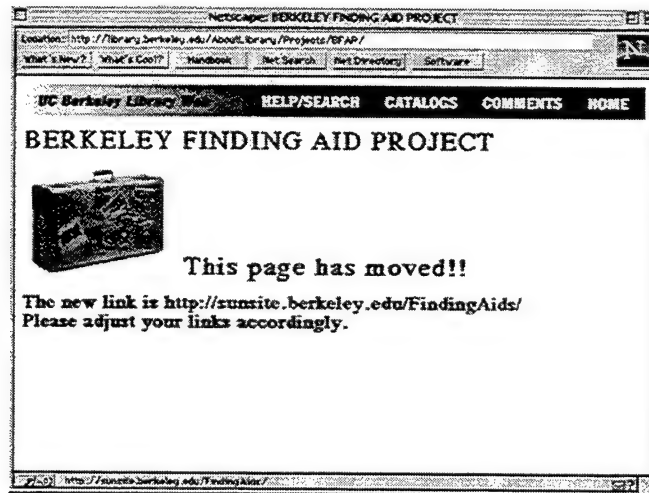 Netscape: BERKELEY FINDING AID PROJECT
Location: http://library.berkeley.edu/AboutLibrary/Projects/BFAP/
What's New? What's Cool? Handbook Net Search Net Directory Software
N
UC Berkeley Library Web HELP/SEARCH CATALOGS COMMENTS HOME
BERKELEY FINDING AID PROJECT
This page has moved!!
The new link is http://sunsite.berkeley.edu/FindingAids/
Please adjust your links accordingly.
http://sunsite.berkeley.edu/FindingAids/